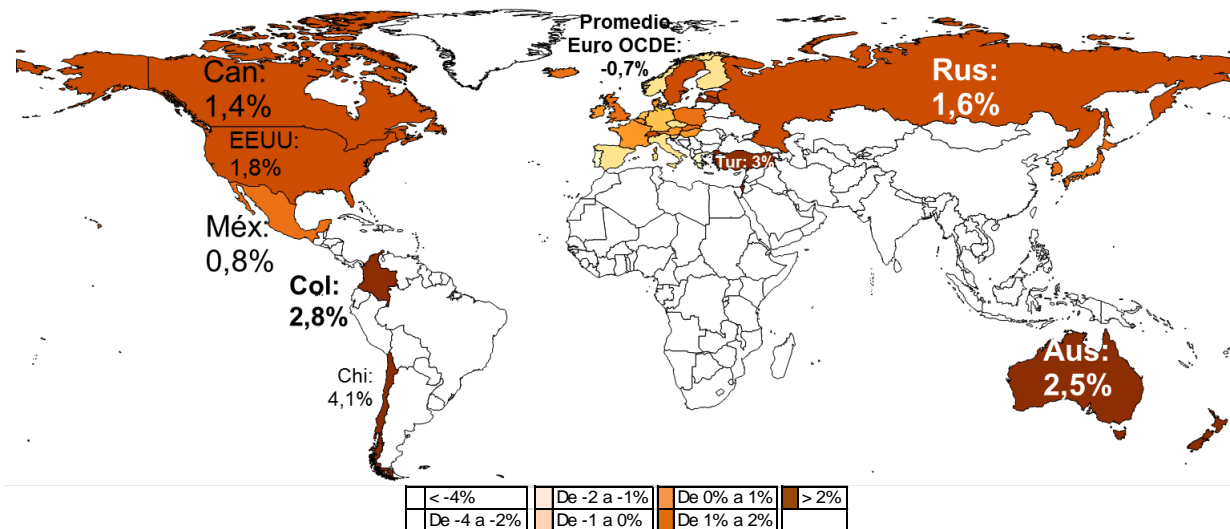 Promedio
Euro OCDE:
-0,7%
Can:
1,4%
Rus:
1,6%
EEUU:
1,8%
Tur: 3%
Méx:
0,8%
Col:
2,8%
Aus:
2,5%
Chi:
4,1%
< -4%
De -2 a -1%
De 0% a 1%
> 2%
De -4 a -2%
De -1 a 0%
De 1% a 2%